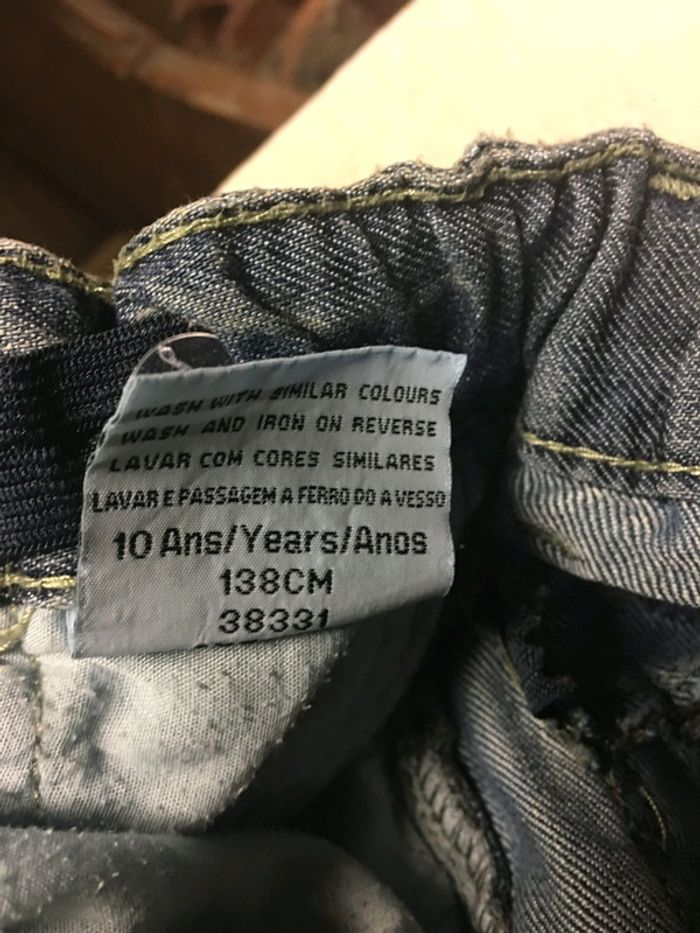 WASH WITH SIMILAR COLOURS
WASH AND IRON ON REVERSE
LAVAR COM CORES SIMILARES
LAVAR E PASSAGEM A FERRO DO AVESSO
10 Ans/Years/Anos
138CM
38331